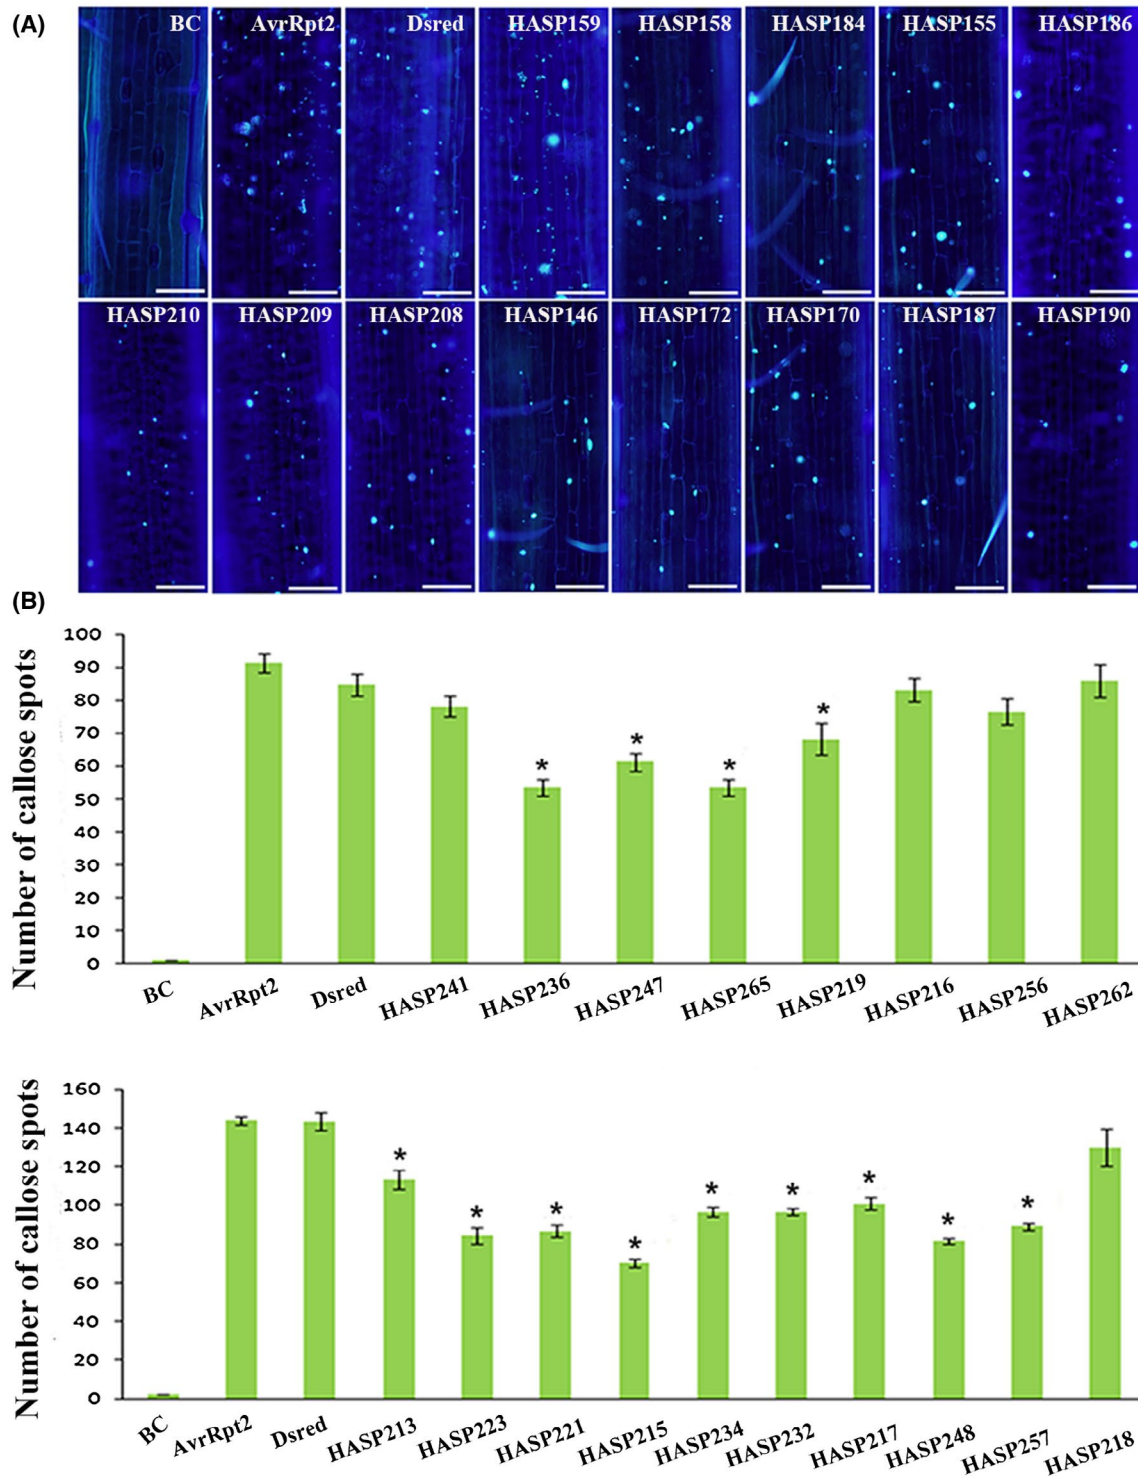 (A)
BC AvrRpt2 Dsred HASP159 HASP158 HASP184 HASP155 HASP186
HASP210 HASP209 HASP208 HASP146 HASP172 HASP170 HASP187 HASP190
(B)
Number of callose spots
100
90
80
70
60
50
40
30
20
10
0
* * * *
BC AvrRpt2 Dsred HASP241 HASP236 HASP247 HASP265 HASP219 HASP216 HASP256 HASP262
Number of callose spots
160
140
120
100
80
60
40
20
0
* * * * * * * * *
BC AvrRpt2 Dsred HASP213 HASP223 HASP221 HASP215 HASP234 HASP232 HASP217 HASP248 HASP257 HASP218